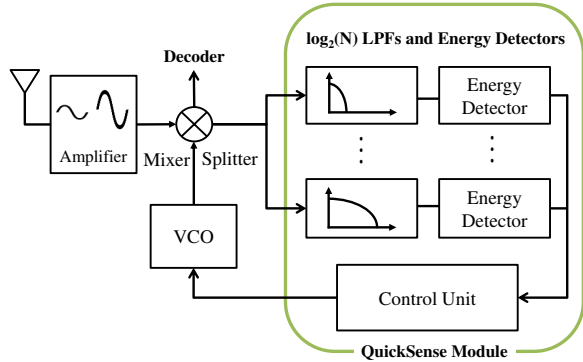 log₂(N) LPFs and Energy Detectors
Decoder
Amplifier
Mixer
Splitter
Energy
Detector
Energy
Detector
VCO
Control Unit
QuickSense Module